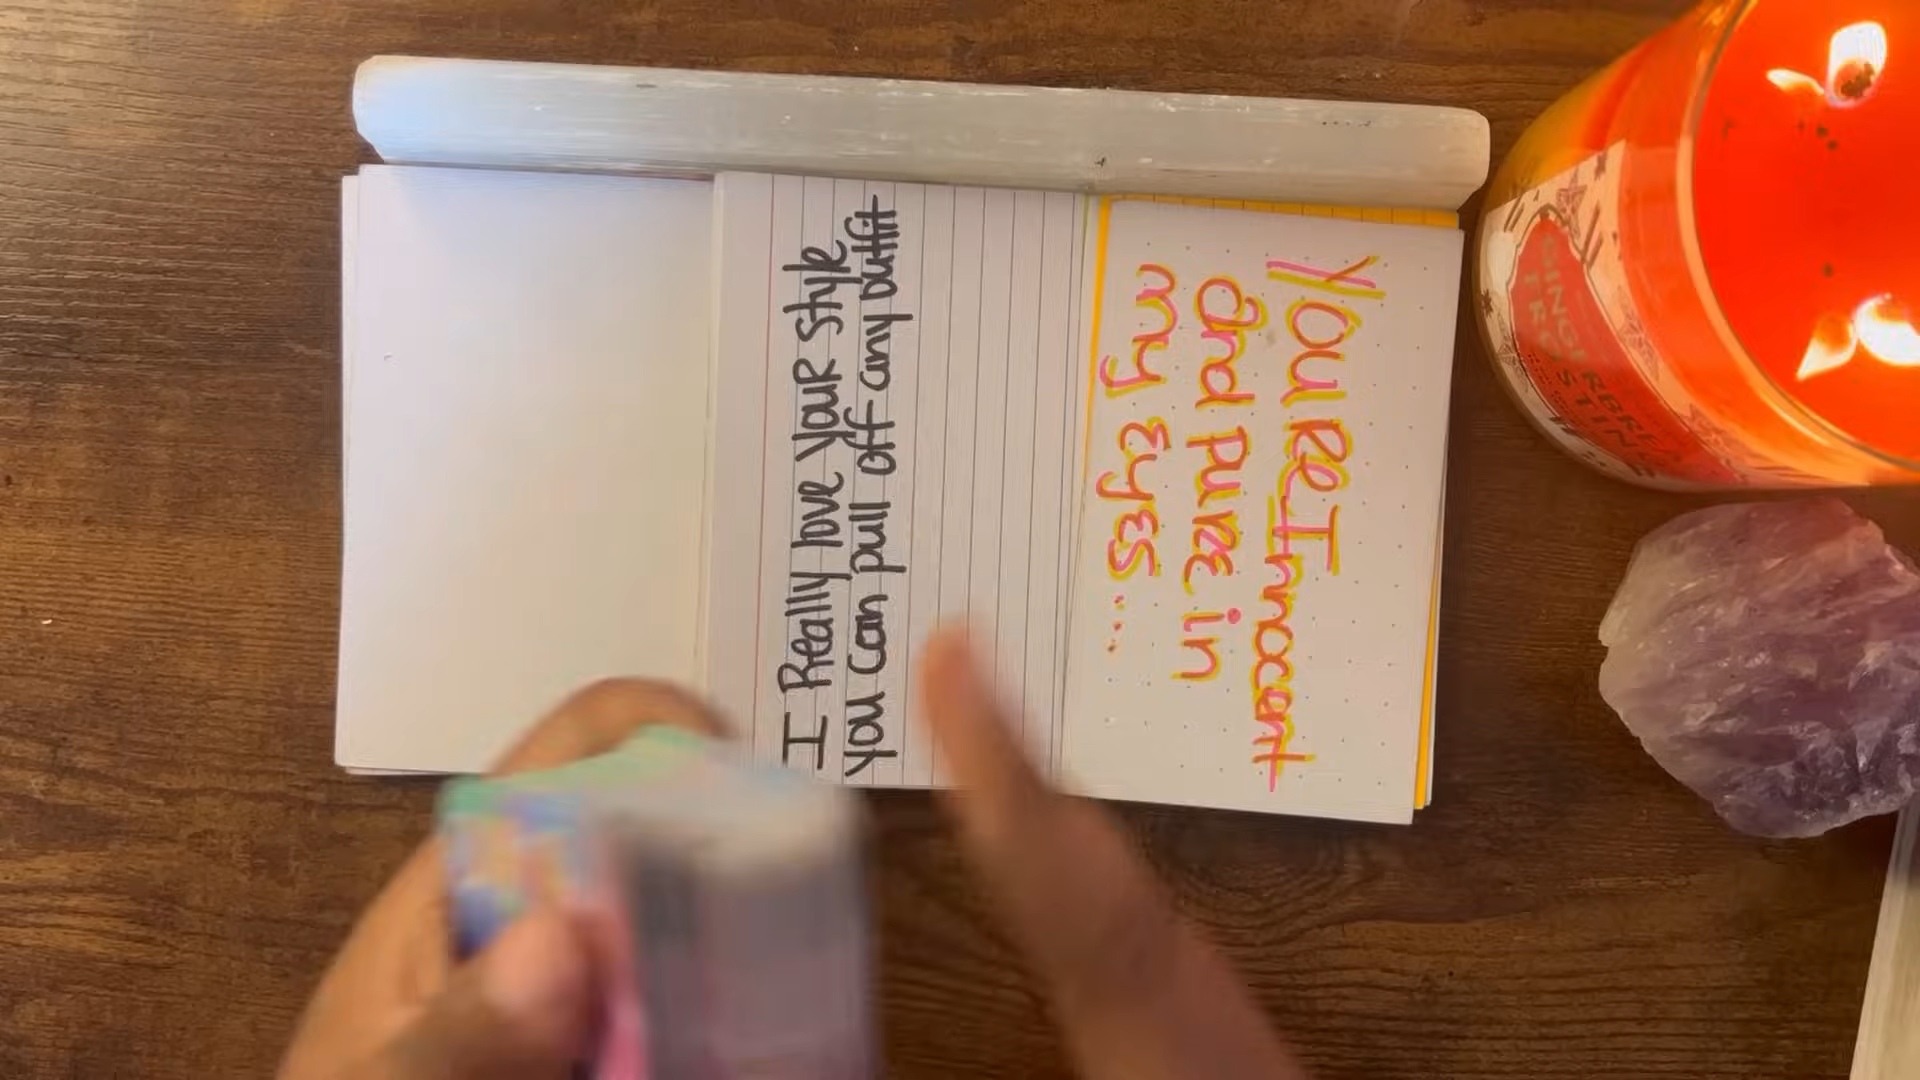 I Really love your style
you can pull off any outfit
You're Innocent
and pure in
my eyes...